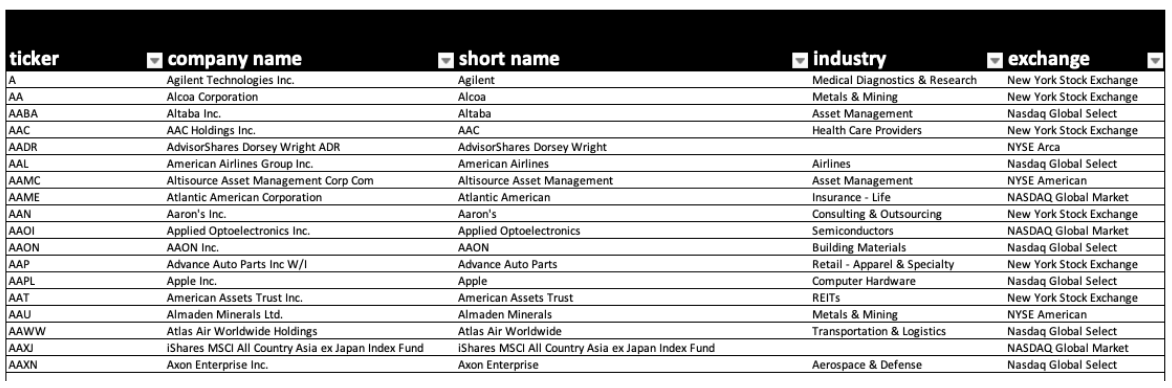 ticker company name short name industry exchange
A Agilent Technologies Inc. Agilent Medical Diagnostics & Research New York Stock Exchange
AA Alcoa Corporation Alcoa Metals & Mining New York Stock Exchange
AABA Altaba Inc. Altaba Asset Management Nasdaq Global Select
AAC AAC Holdings Inc. AAC Health Care Providers New York Stock Exchange
AADR AdvisorShares Dorsey Wright ADR AdvisorShares Dorsey Wright NYSE Arca
AAL American Airlines Group Inc. American Airlines Airlines Nasdaq Global Select
AAMC Altisource Asset Management Corp Com Altisource Asset Management Asset Management NYSE American
AAME Atlantic American Corporation Atlantic American Insurance - Life NASDAQ Global Market
AAN Aaron's Inc. Aaron's Consulting & Outsourcing New York Stock Exchange
AAOI Applied Optoelectronics Inc. Applied Optoelectronics Semiconductors NASDAQ Global Market
AAON AAON Inc. AAON Building Materials Nasdaq Global Select
AAP Advance Auto Parts Inc W/I Advance Auto Parts Retail - Apparel & Specialty New York Stock Exchange
AAPL Apple Inc. Apple Computer Hardware Nasdaq Global Select
AAT American Assets Trust Inc. American Assets Trust REITs New York Stock Exchange
AAU Almaden Minerals Ltd. Almaden Minerals Metals & Mining NYSE American
AAWW Atlas Air Worldwide Holdings Atlas Air Worldwide Transportation & Logistics Nasdaq Global Select
AAXJ iShares MSCI All Country Asia ex Japan Index Fund iShares MSCI All Country Asia ex Japan Index Fund NASDAQ Global Market
AAXN Axon Enterprise Inc. Axon Enterprise Aerospace & Defense Nasdaq Global Select